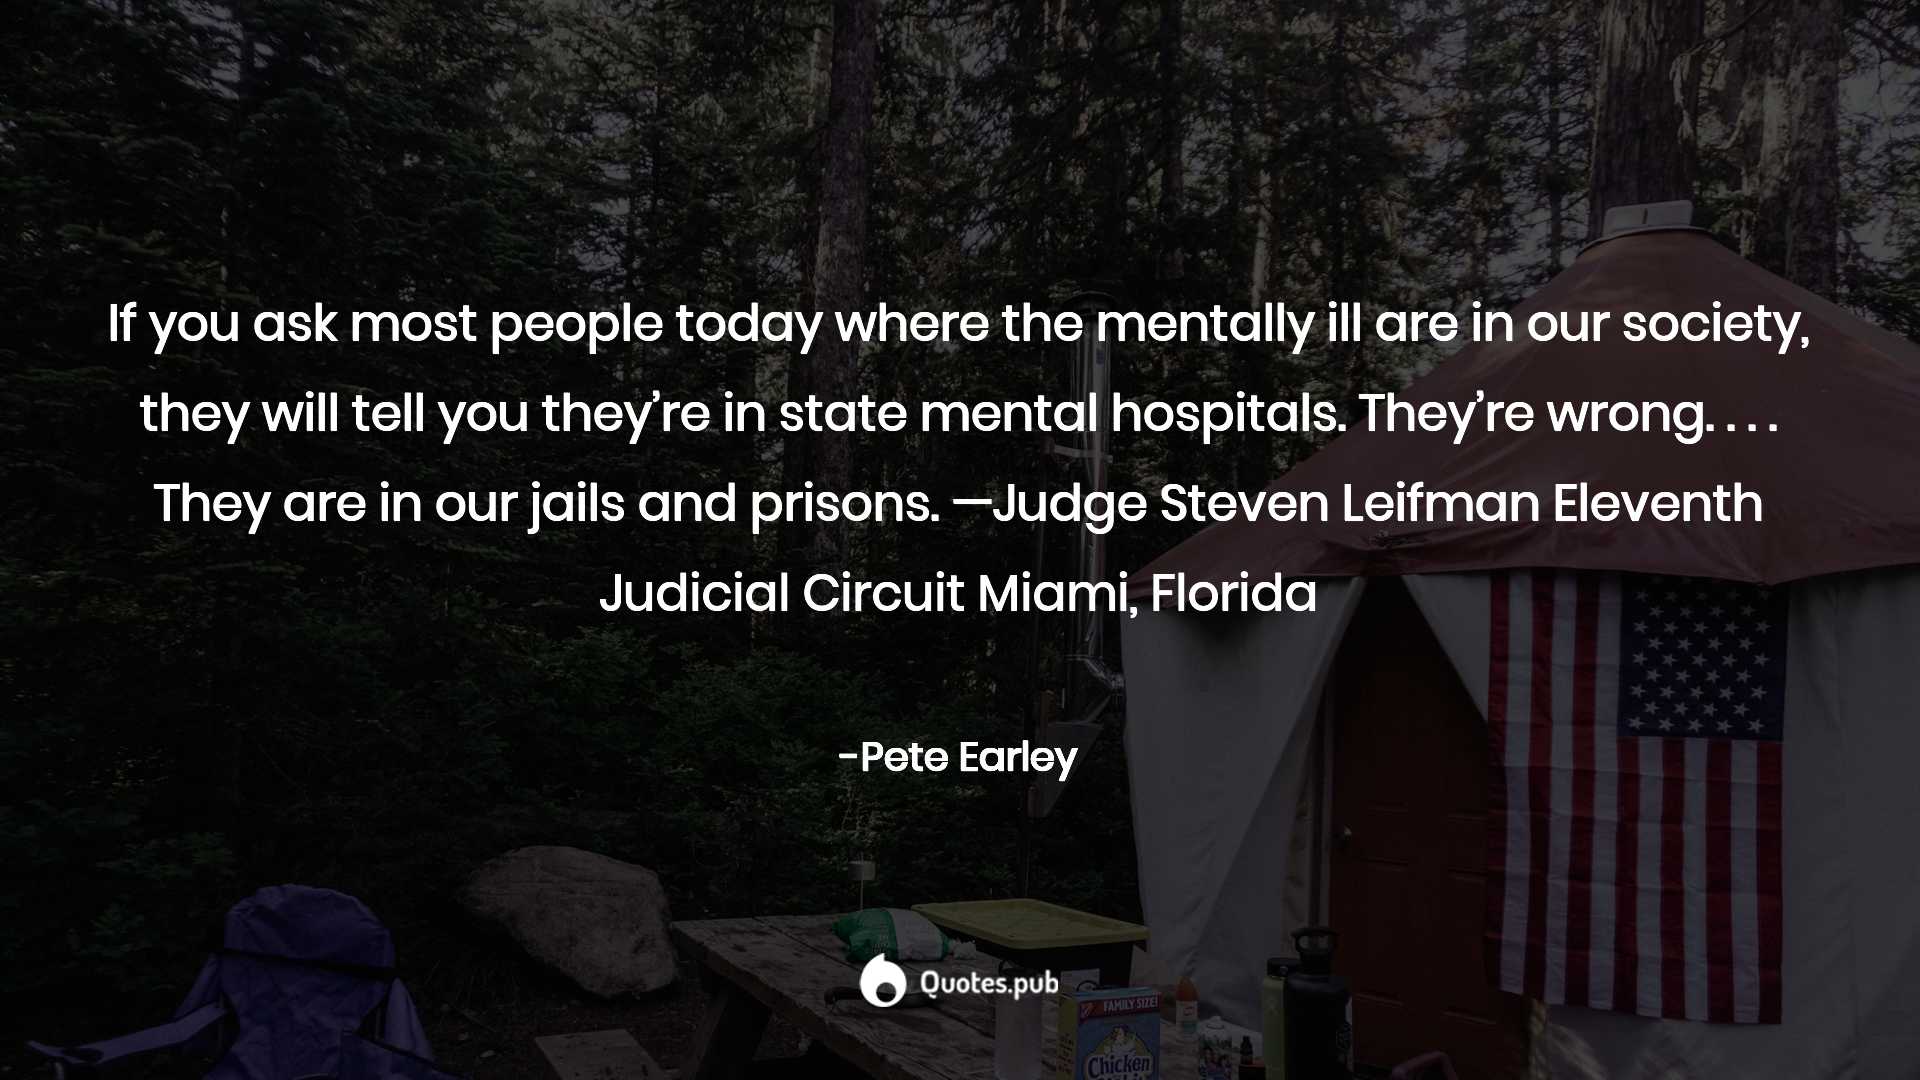 If you ask most people today where the mentally ill are in our society,
they will tell you they’re in state mental hospitals. They’re wrong. . . .
They are in our jails and prisons. —Judge Steven Leifman Eleventh
Judicial Circuit Miami, Florida
-Pete Earley
Quotes.pub
FAMILY SIZE!
Chicken